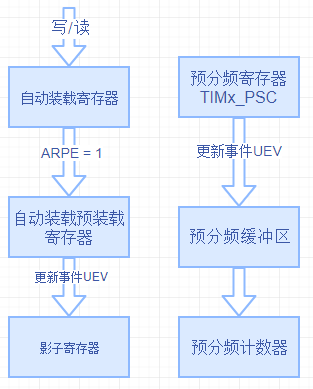 写/读
自动装载寄存器
ARPE = 1
自动装载预装载
寄存器
更新事件UEV
影子寄存器
预分频寄存器
TIMx_PSC
更新事件UEV
预分频缓冲区
预分频计数器